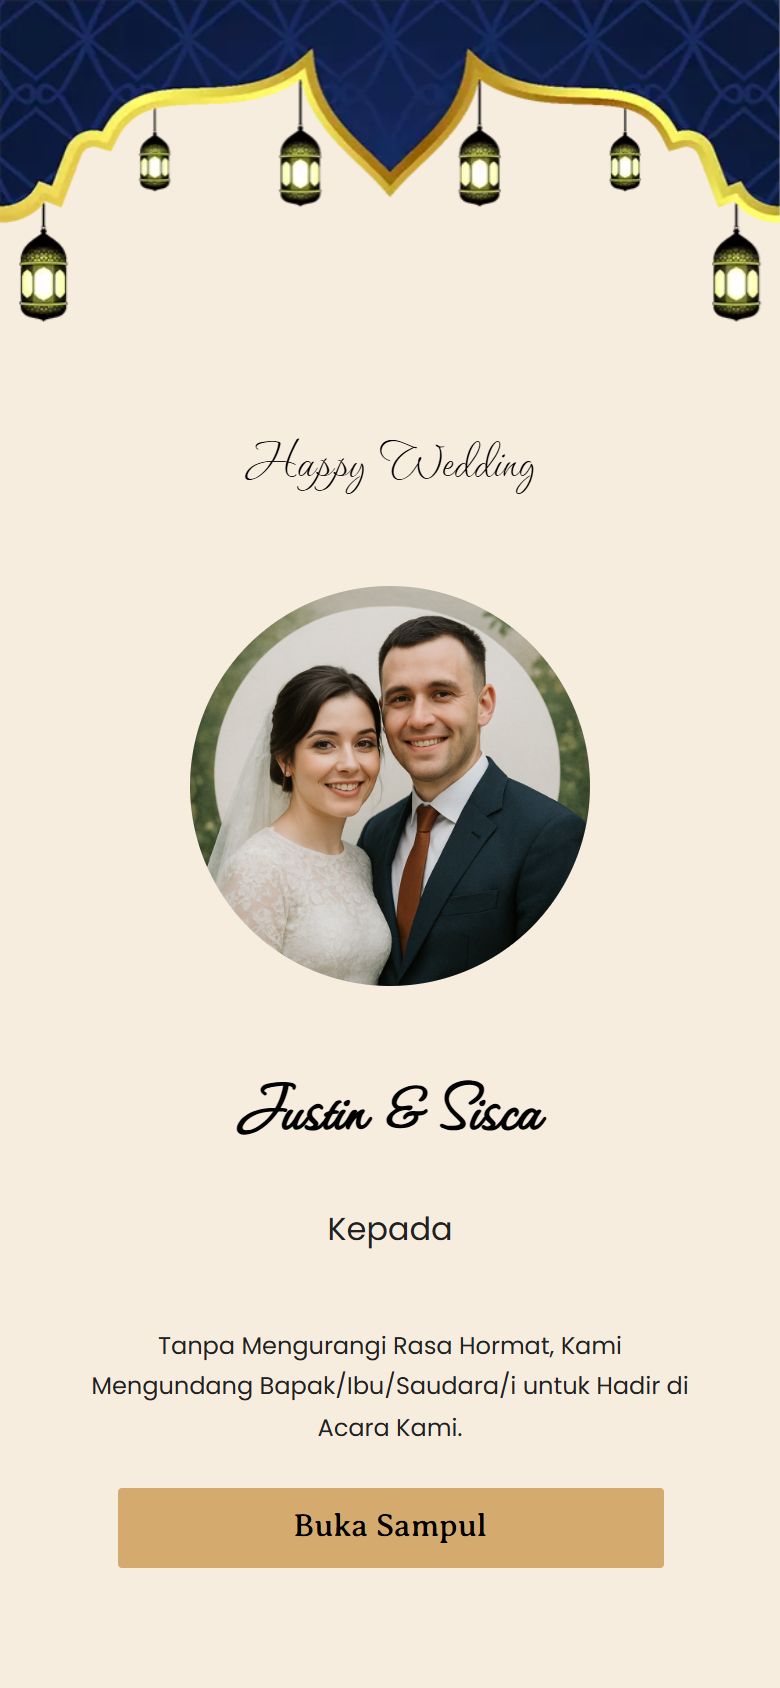 Happy Wedding
Justin & Sisca
Kepada
Tanpa Mengurangi Rasa Hormat, Kami
Mengundang Bapak/Ibu/Saudara/i untuk Hadir di
Acara Kami.
Buka Sampul